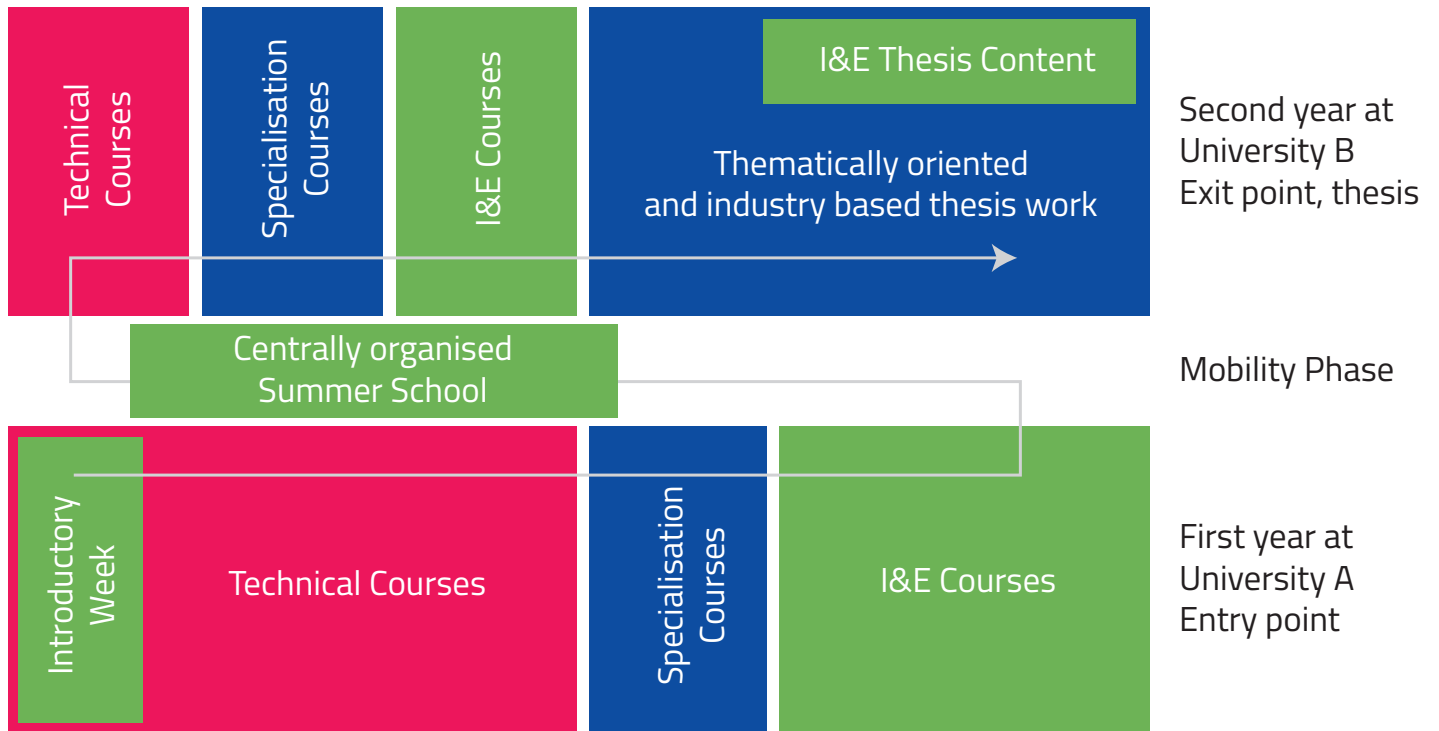 Technical
Courses
Specialisation
Courses
I&E Courses
I&E Thesis Content
Thematically oriented
and industry based thesis work
Second year at
University B
Exit point, thesis
Centrally organised
Summer School
Mobility Phase
Introductory
Week
Technical Courses
Specialisation
Courses
I&E Courses
First year at
University A
Entry point